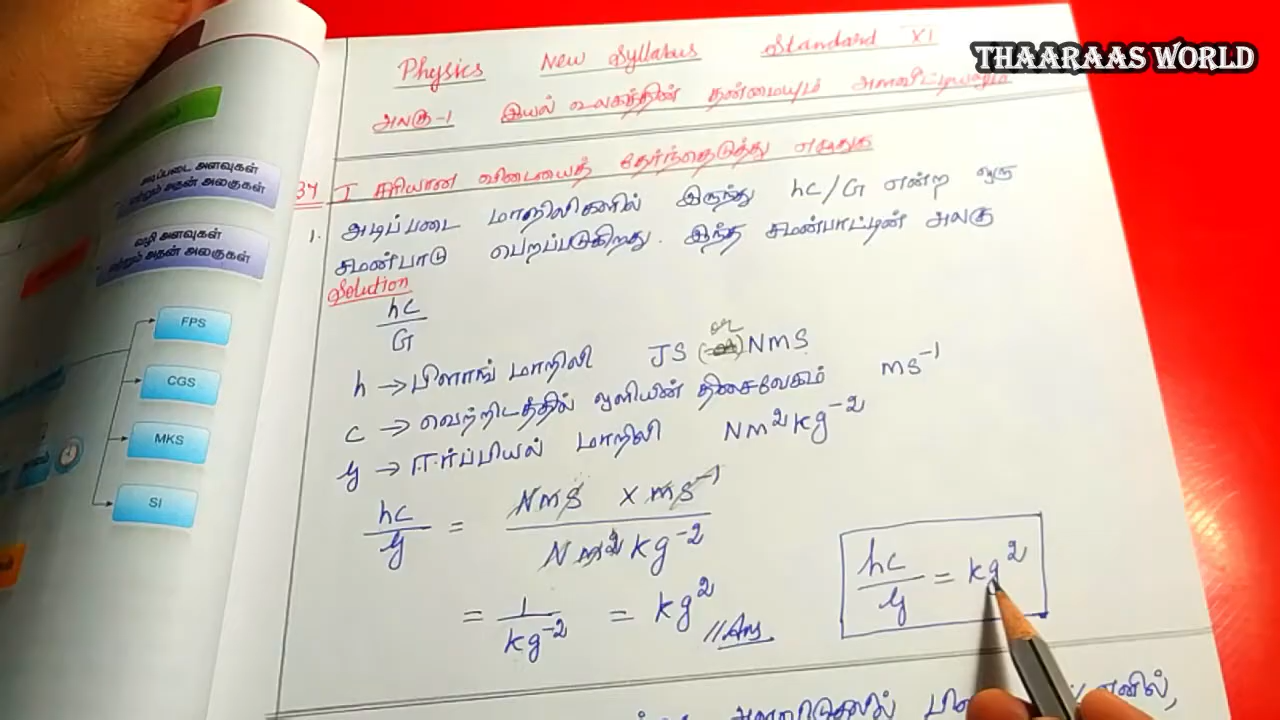 THAARAAS WORLD
Physics New Syllabus Standard XI
அலகு-1 இயல் உலகத்தின் தன்மையும் அளவீட்டியலும்
I சரியான விடையைத் தேர்ந்தெடுத்து எழுதுக
1. அடிப்படை மாறிலிகளில் இருந்து hc/G என்ற ஒரு
சமன்பாடு பெறப்படுகிறது. இந்த சமன்பாட்டின் அலகு
Solution
hc
G
h → பிளாங் மாறிலி JS or NmS
c → வெற்றிடத்தில் ஒளியின் திசைவேகம் ms⁻¹
G → ஈர்ப்பியல் மாறிலி Nm²kg⁻²
hc/G = NmS × ms⁻¹ / Nm²kg⁻²
= 1/kg⁻² = kg² //Ans
hc/G = kg²
அடிப்படை அளவுகள்
மற்றும் அதன் அலகுகள்
வழி அளவுகள்
மற்றும் அதன் அலகுகள்
FPS
CGS
MKS
SI